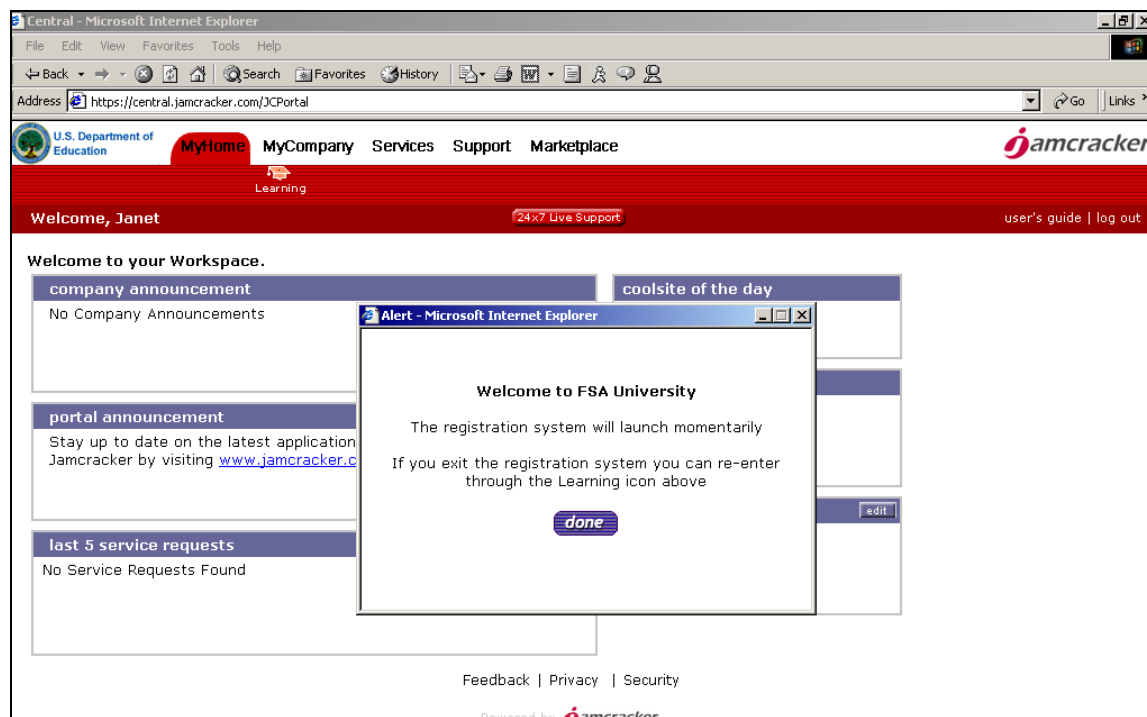 Central - Microsoft Internet Explorer
File Edit View Favorites Tools Help
Back Search Favorites History
Address https://central.jamcracker.com/JCPortal Go Links
U.S. Department of
Education
MyHome MyCompany Services Support Marketplace
jamcracker
Learning
Welcome, Janet 24x7 Live Support user's guide | log out
Welcome to your Workspace.
company announcement
No Company Announcements
coolsite of the day
portal announcement
Stay up to date on the latest application
Jamcracker by visiting www.jamcracker.c
edit
last 5 service requests
No Service Requests Found
Alert - Microsoft Internet Explorer
Welcome to FSA University
The registration system will launch momentarily
If you exit the registration system you can re-enter
through the Learning icon above
done
Feedback | Privacy | Security
Powered by jamcracker